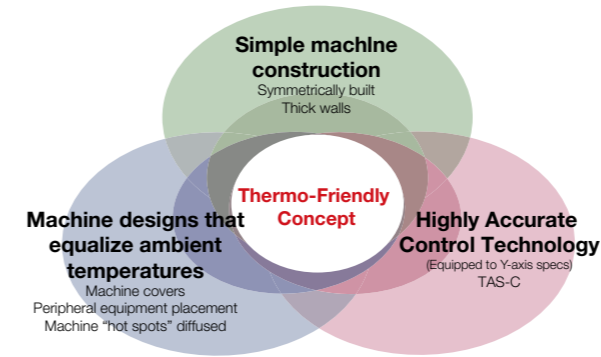 Simple machIne
construction
Symmetrically built
Thick walls
Thermo-Friendly
Concept
Machine designs that
equalize ambient
temperatures
Machine covers
Peripheral equipment placement
Machine “hot spots” diffused
Highly Accurate
Control Technology
(Equipped to Y-axis specs)
TAS-C